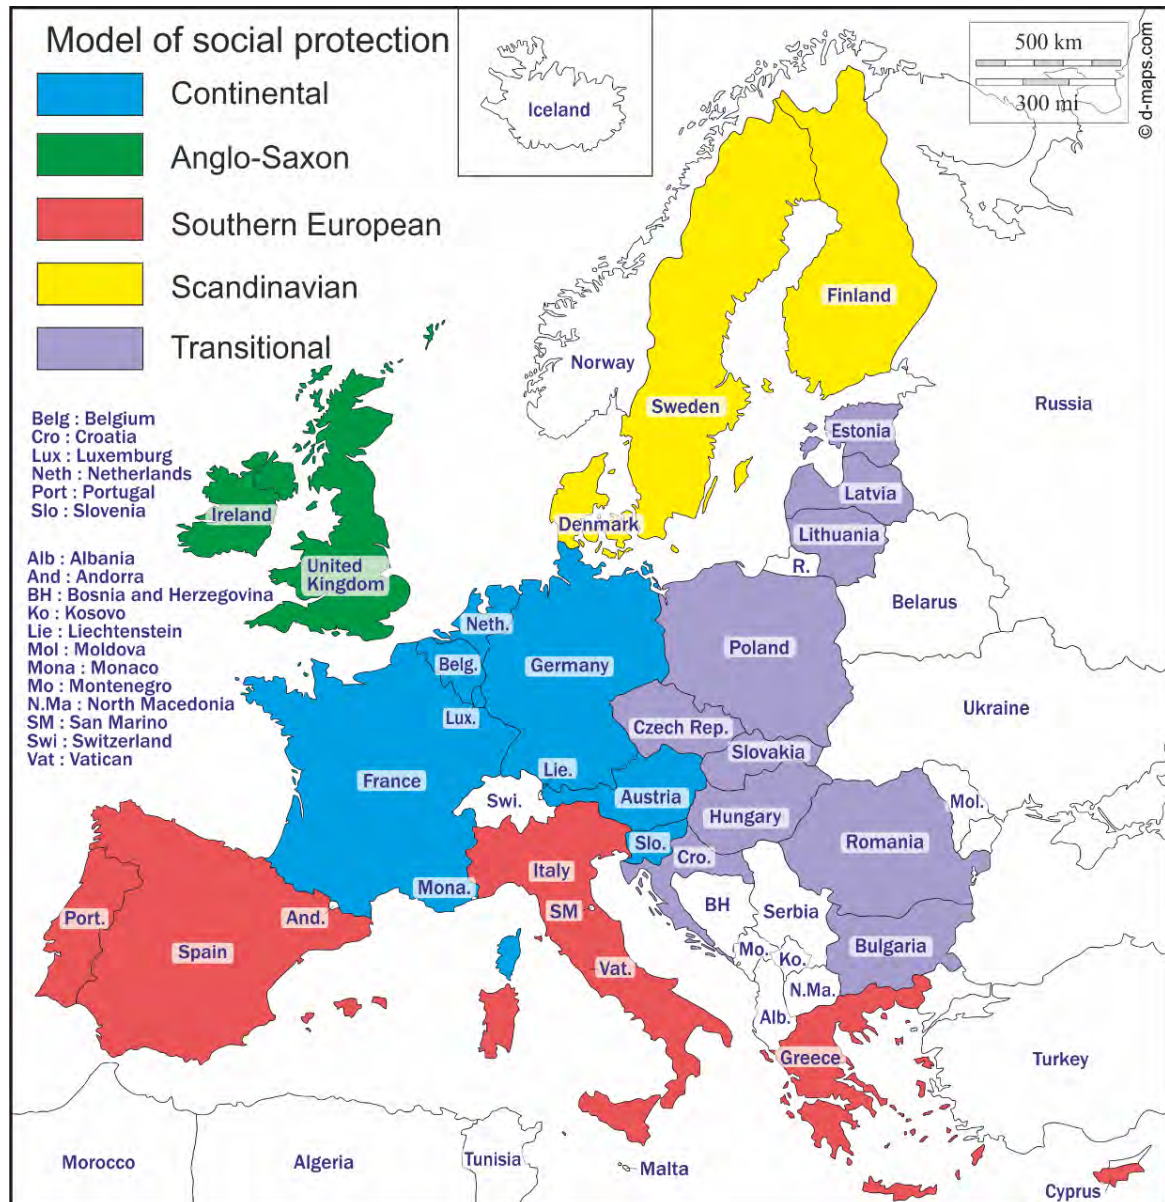 Model of social protection
Continental
Anglo-Saxon
Southern European
Scandinavian
Transitional
Belg : Belgium
Cro : Croatia
Lux : Luxemburg
Neth : Netherlands
Port : Portugal
Slo : Slovenia
Alb : Albania
And : Andorra
BH : Bosnia and Herzegovina
Ko : Kosovo
Lie : Liechtenstein
Mol : Moldova
Mona : Monaco
Mo : Montenegro
N.Ma : North Macedonia
SM : San Marino
Swi : Switzerland
Vat : Vatican
500 km
300 mi
© d-maps.com
Iceland
Norway
Sweden
Finland
Russia
Estonia
Latvia
Lithuania
R.
Denmark
Ireland
United
Kingdom
Belarus
Neth.
Belg.
Lux.
Germany
Poland
Ukraine
Czech Rep.
Slovakia
Lie.
France
Swi.
Austria
Hungary
Mol.
Romania
Slo.
Cro.
Italy
Mona.
SM
BH
Serbia
Port.
Spain
And.
Vat.
Mo.
Ko.
Bulgaria
N.Ma.
Alb.
Greece
Turkey
Morocco
Algeria
Tunisia
Malta
Cyprus